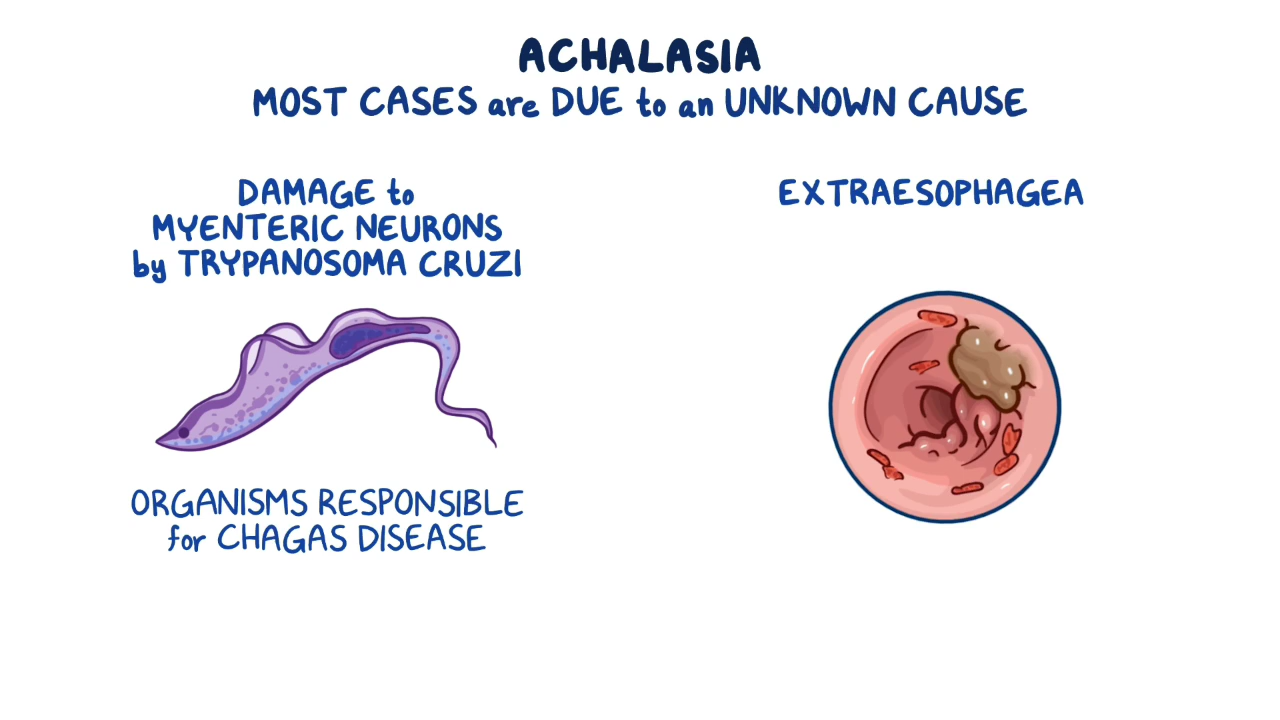 ACHALASIA
MOST CASES are DUE to an UNKNOWN CAUSE
DAMAGE to
MYENTERIC NEURONS
by TRYPANOSOMA CRUZI
EXTRAESOPHAGEA
ORGANISMS RESPONSIBLE
for CHAGAS DISEASE